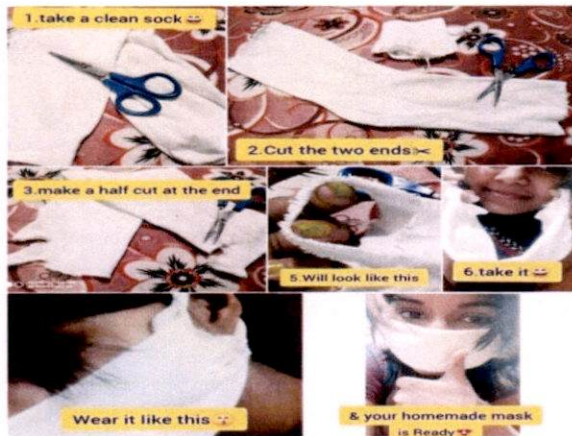 1.take a clean sock 😄
2.Cut the two ends✂
3.make a half cut at the end
5.Will look like this
6.take it 😄
Wear it like this
& your homemade mask
is Ready